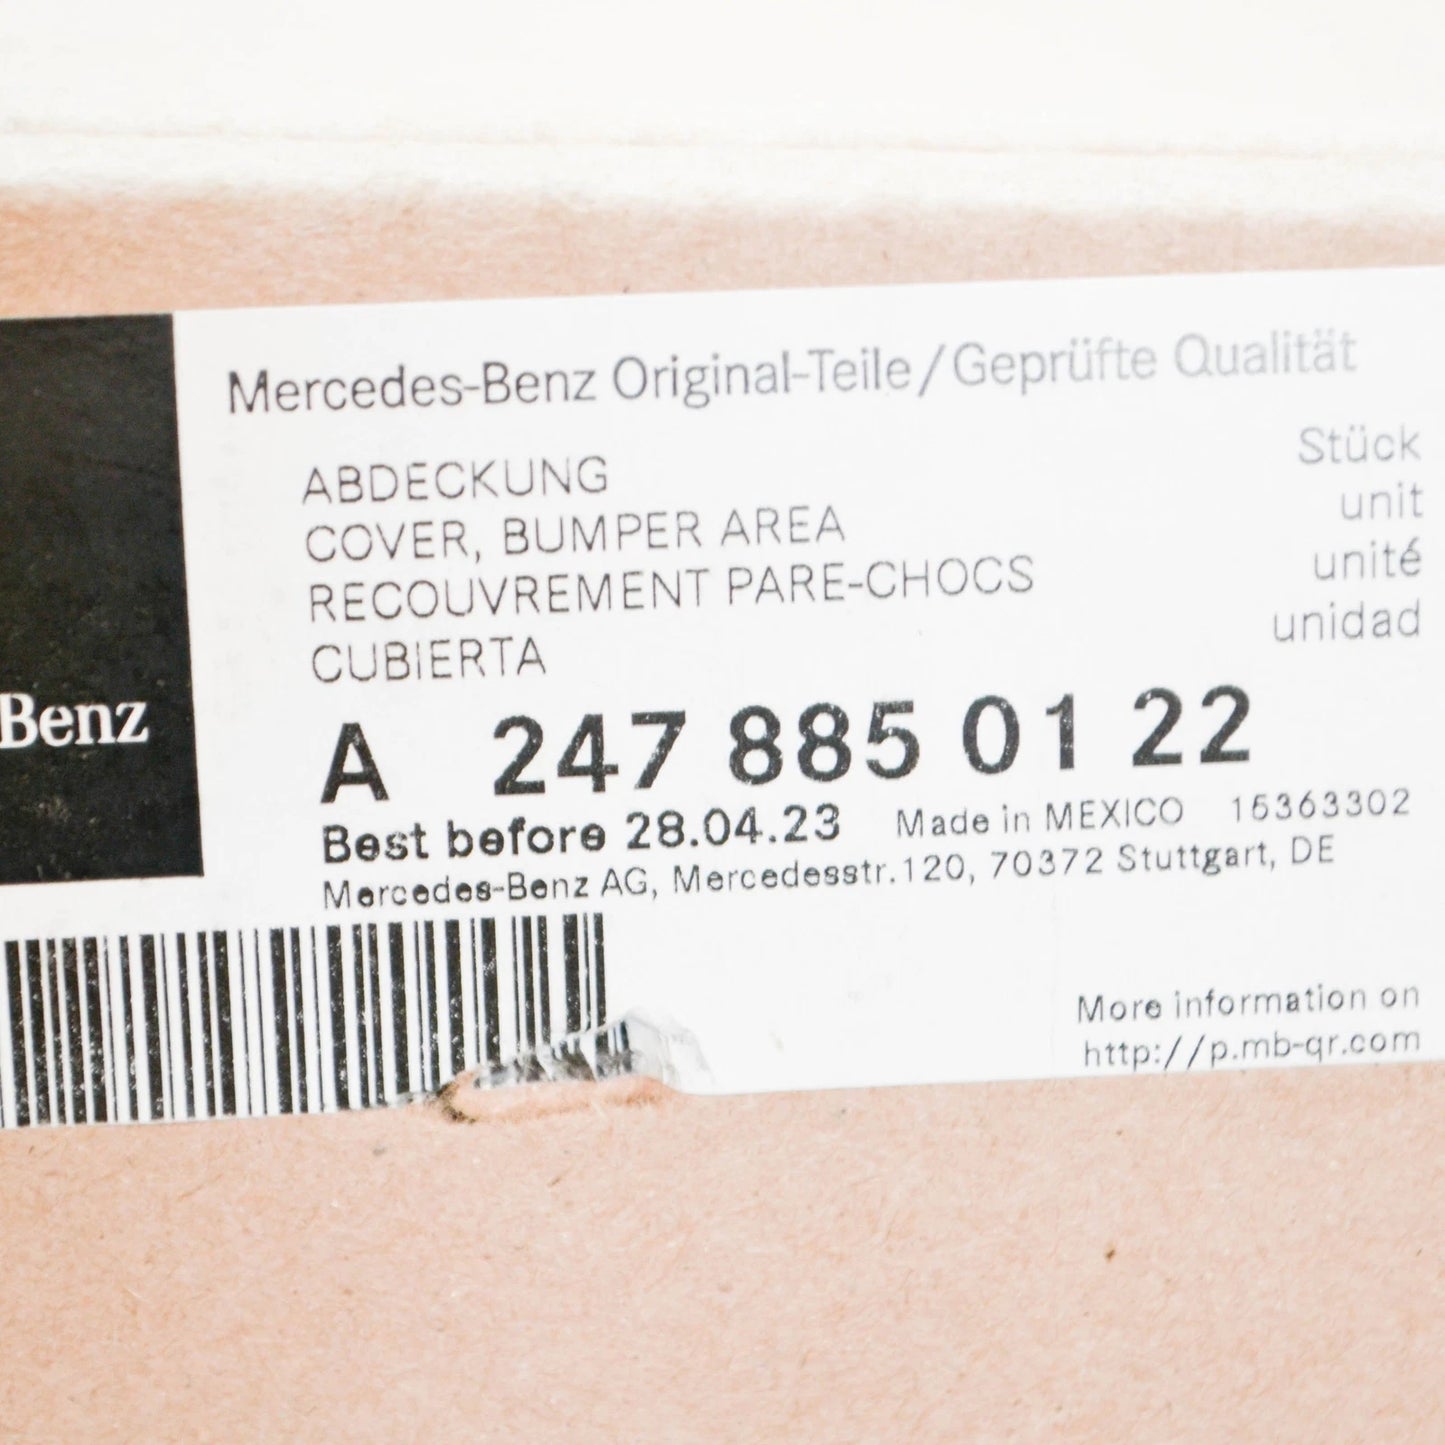 Mercedes-Benz Original-Teile/Geprüfte Qualität
ABDECKUNG
COVER, BUMPER AREA
RECOUVREMENT PARE-CHOCS
CUBIERTA
Stück
unit
unité
unidad
Benz
A 247 885 01 22
Best before 28.04.23 Made in MEXICO 15363302
Mercedes-Benz AG, Mercedesstr.120, 70372 Stuttgart, DE
More information on
http://p.mb-qr.com